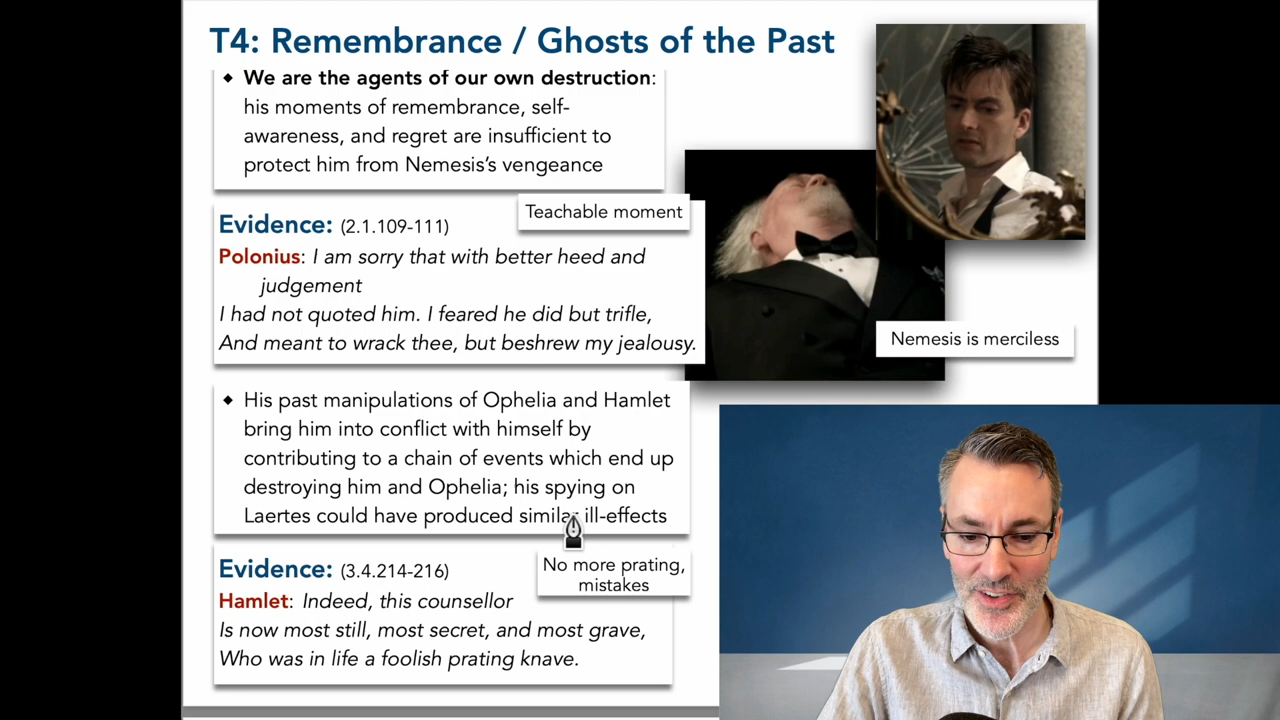 T4: Remembrance / Ghosts of the Past
◆ We are the agents of our own destruction:
his moments of remembrance, self-
awareness, and regret are insufficient to
protect him from Nemesis's vengeance
Teachable moment
Evidence: (2.1.109-111)
Polonius: I am sorry that with better heed and
judgement
I had not quoted him. I feared he did but trifle,
And meant to wrack thee, but beshrew my jealousy.
Nemesis is merciless
◆ His past manipulations of Ophelia and Hamlet
bring him into conflict with himself by
contributing to a chain of events which end up
destroying him and Ophelia; his spying on
Laertes could have produced similar ill-effects
No more prating,
mistakes
Evidence: (3.4.214-216)
Hamlet: Indeed, this counsellor
Is now most still, most secret, and most grave,
Who was in life a foolish prating knave.